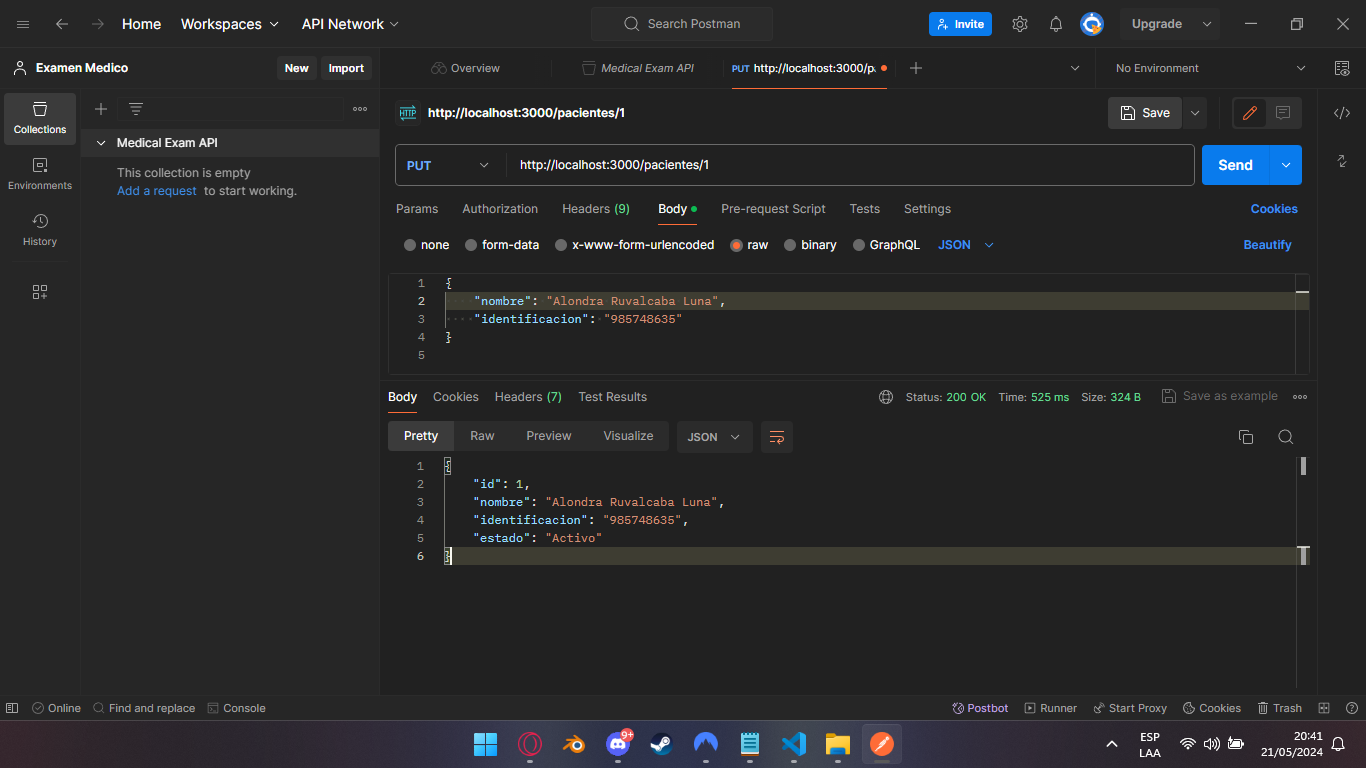 Home Workspaces API Network Search Postman Invite Upgrade
Examen Medico New Import Overview Medical Exam API PUT http://localhost:3000/p No Environment
Collections
Environments
History
Medical Exam API
This collection is empty
Add a request to start working.
HTTP http://localhost:3000/pacientes/1 Save
PUT http://localhost:3000/pacientes/1 Send
Params Authorization Headers (9) Body Pre-request Script Tests Settings Cookies
none form-data x-www-form-urlencoded raw binary GraphQL JSON Beautify
1 {
2 "nombre": "Alondra Ruvalcaba Luna",
3 "identificacion": "985748635"
4 }
5
Body Cookies Headers (7) Test Results Status: 200 OK Time: 525 ms Size: 324 B Save as example
Pretty Raw Preview Visualize JSON
1 {
2 "id": 1,
3 "nombre": "Alondra Ruvalcaba Luna",
4 "identificacion": "985748635",
5 "estado": "Activo"
6 }
Online Find and replace Console Postbot Runner Start Proxy Cookies Trash
9+
ESP
LAA
20:41
21/05/2024